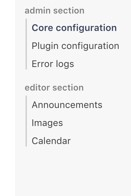 admin section
Core configuration
Plugin configuration
Error logs
editor section
Announcements
Images
Calendar